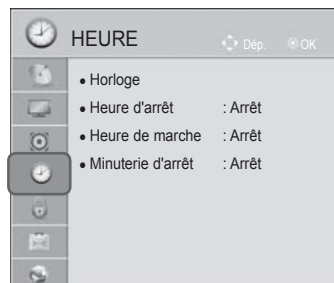 HEURE
Dép. OK
• Horloge
• Heure d'arrêt : Arrêt
• Heure de marche : Arrêt
• Minuterie d'arrêt : Arrêt